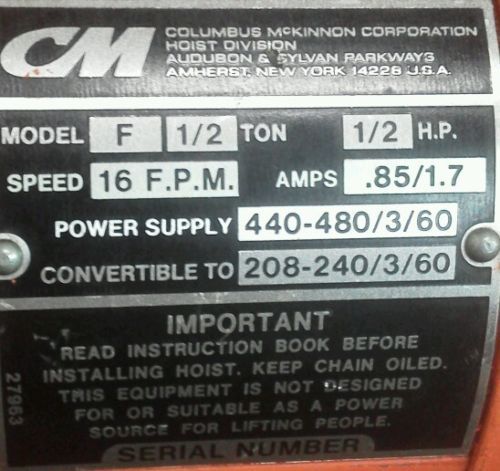 CM
COLUMBUS McKINNON CORPORATION
HOIST DIVISION
AUDUBON & SYLVAN PARKWAYS
AMHERST, NEW YORK 14228 U.S.A.
MODEL F 1/2 TON 1/2 H.P.
SPEED 16 F.P.M. AMPS .85/1.7
POWER SUPPLY 440-480/3/60
CONVERTIBLE TO 208-240/3/60
IMPORTANT
READ INSTRUCTION BOOK BEFORE
INSTALLING HOIST. KEEP CHAIN OILED.
THIS EQUIPMENT IS NOT DESIGNED
FOR OR SUITABLE AS A POWER
SOURCE FOR LIFTING PEOPLE.
27963
SERIAL NUMBER